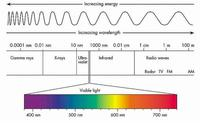 Increasing energy
Increasing wavelength
0.0001 nm 0.01 nm 10 nm 1000 nm 0.01 cm 1 cm 1 m 100 m
Gamma rays X-rays Ultra- violet Infrared Radio waves
Radar TV FM AM
Visible light
400 nm 500 nm 600 nm 700 nm